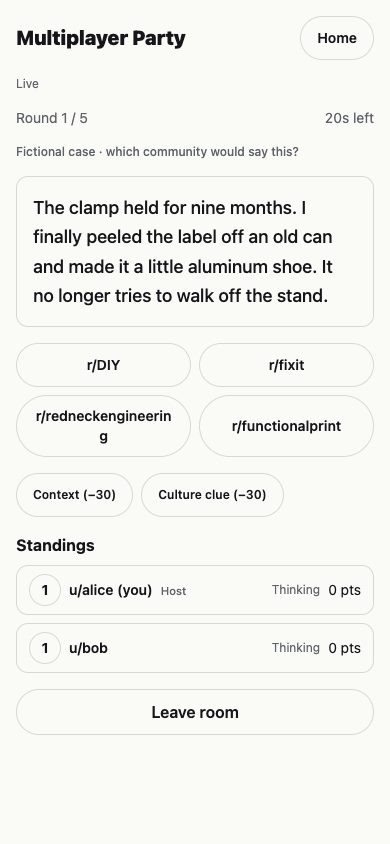 Multiplayer Party
Home
Live
Round 1 / 5
20s left
Fictional case · which community would say this?
The clamp held for nine months. I
finally peeled the label off an old can
and made it a little aluminum shoe. It
no longer tries to walk off the stand.
r/DIY
r/fixit
r/redneckengineerin
g
r/functionalprint
Context (−30)
Culture clue (−30)
Standings
1 u/alice (you) Host Thinking 0 pts
1 u/bob Thinking 0 pts
Leave room